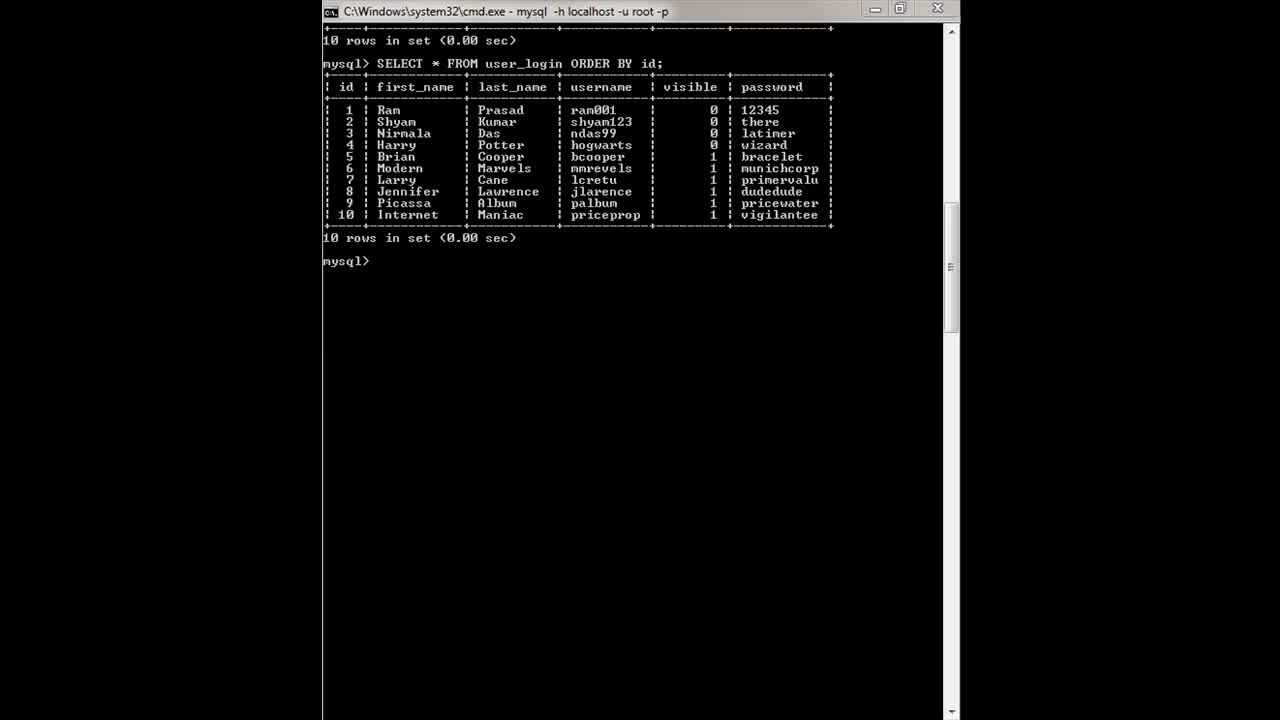 C:\Windows\system32\cmd.exe - mysql -h localhost -u root -p
+----+------------+-----------+-----------+---------+------------+
10 rows in set (0.00 sec)
mysql> SELECT * FROM user_login ORDER BY id;
+----+------------+-----------+-----------+---------+------------+
| id | first_name | last_name | username | visible | password |
+----+------------+-----------+-----------+---------+------------+
| 1 | Ram | Prasad | ram001 | 0 | 12345 |
| 2 | Shyam | Kumar | shyam123 | 0 | there |
| 3 | Nirmala | Das | ndas99 | 0 | latimer |
| 4 | Harry | Potter | hogwarts | 0 | wizard |
| 5 | Brian | Cooper | bcooper | 1 | bracelet |
| 6 | Modern | Marvels | mmrevels | 1 | munichcorp |
| 7 | Larry | Cane | lcretu | 1 | primervalu |
| 8 | Jennifer | Lawrence | jlarence | 1 | dudedude |
| 9 | Picassa | Album | palbum | 1 | pricewater |
| 10 | Internet | Maniac | priceprop | 1 | vigilantee |
+----+------------+-----------+-----------+---------+------------+
10 rows in set (0.00 sec)
mysql>